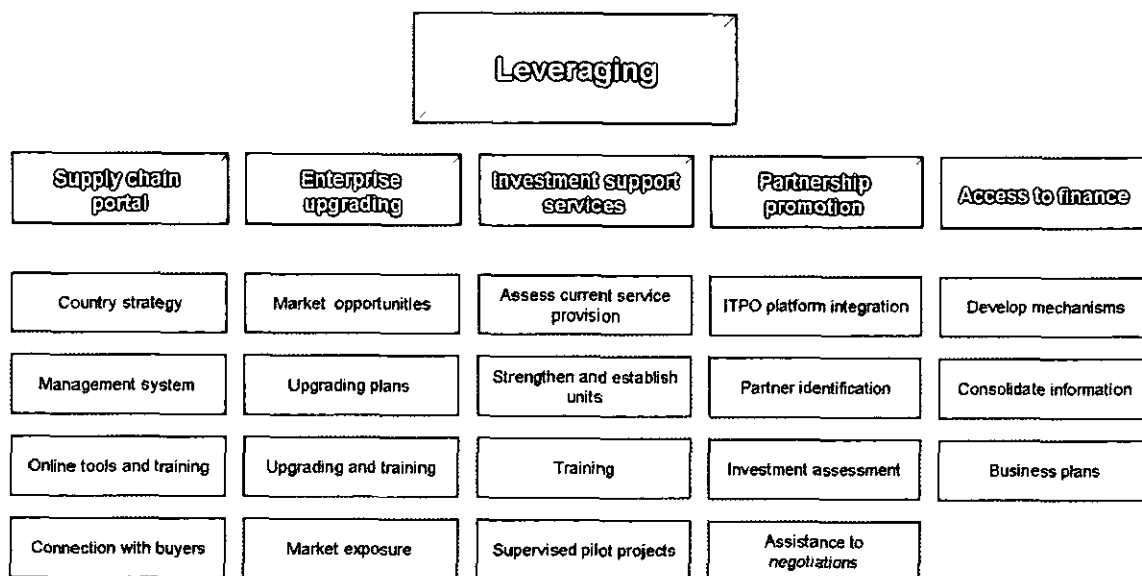 Leveraging
Supply chain
portal
Enterprise
upgrading
Investment support
services
Partnership
promotion
Access to finance
Country strategy
Market opportunities
Assess current service
provision
ITPO platform integration
Develop mechanisms
Management system
Upgrading plans
Strengthen and establish
units
Partner identification
Consolidate information
Online tools and training
Upgrading and training
Training
Investment assessment
Business plans
Connection with buyers
Market exposure
Supervised pilot projects
Assistance to
negotiations